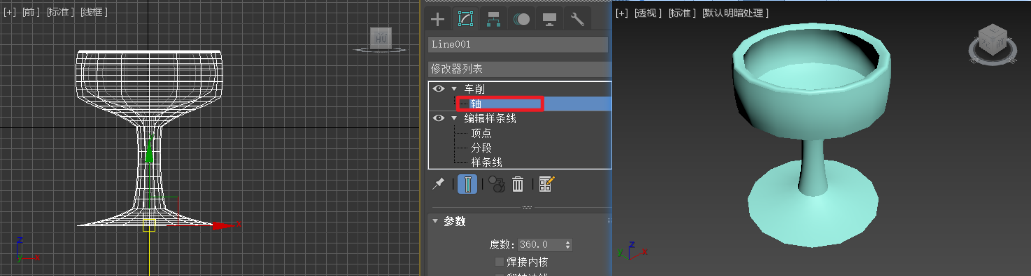 [+] [前] [标准] [线框]
Z
X
Line001
修改器列表
车削
轴
编辑样条线
顶点
分段
样条线
参数
度数: 360.0
焊接内核
[+] [透视] [标准] [默认明暗处理]
Z